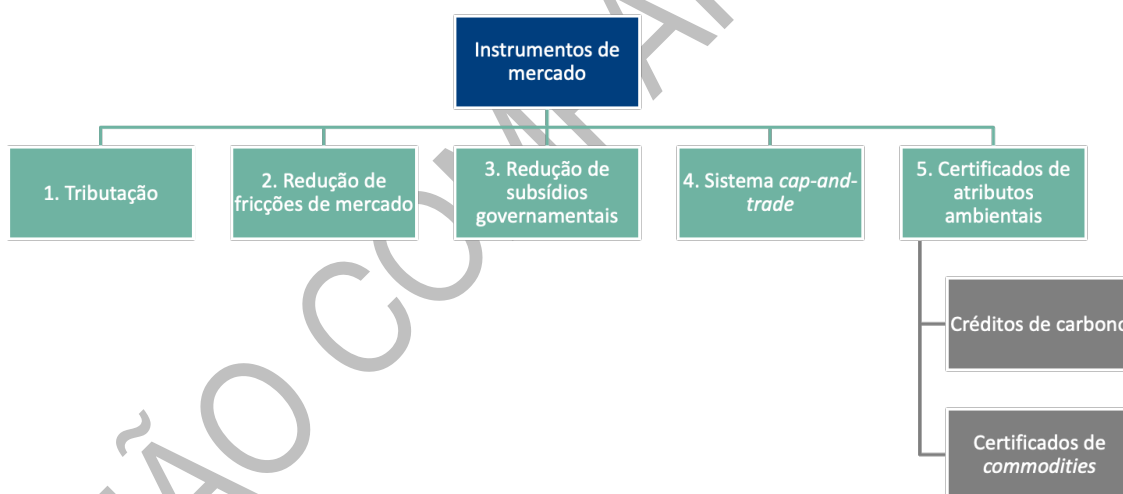 Instrumentos de
mercado
1. Tributação
2. Redução de
fricções de mercado
3. Redução de
subsídios
governamentais
4. Sistema cap-and-
trade
5. Certificados de
atributos
ambientais
Créditos de carbono
Certificados de
commodities